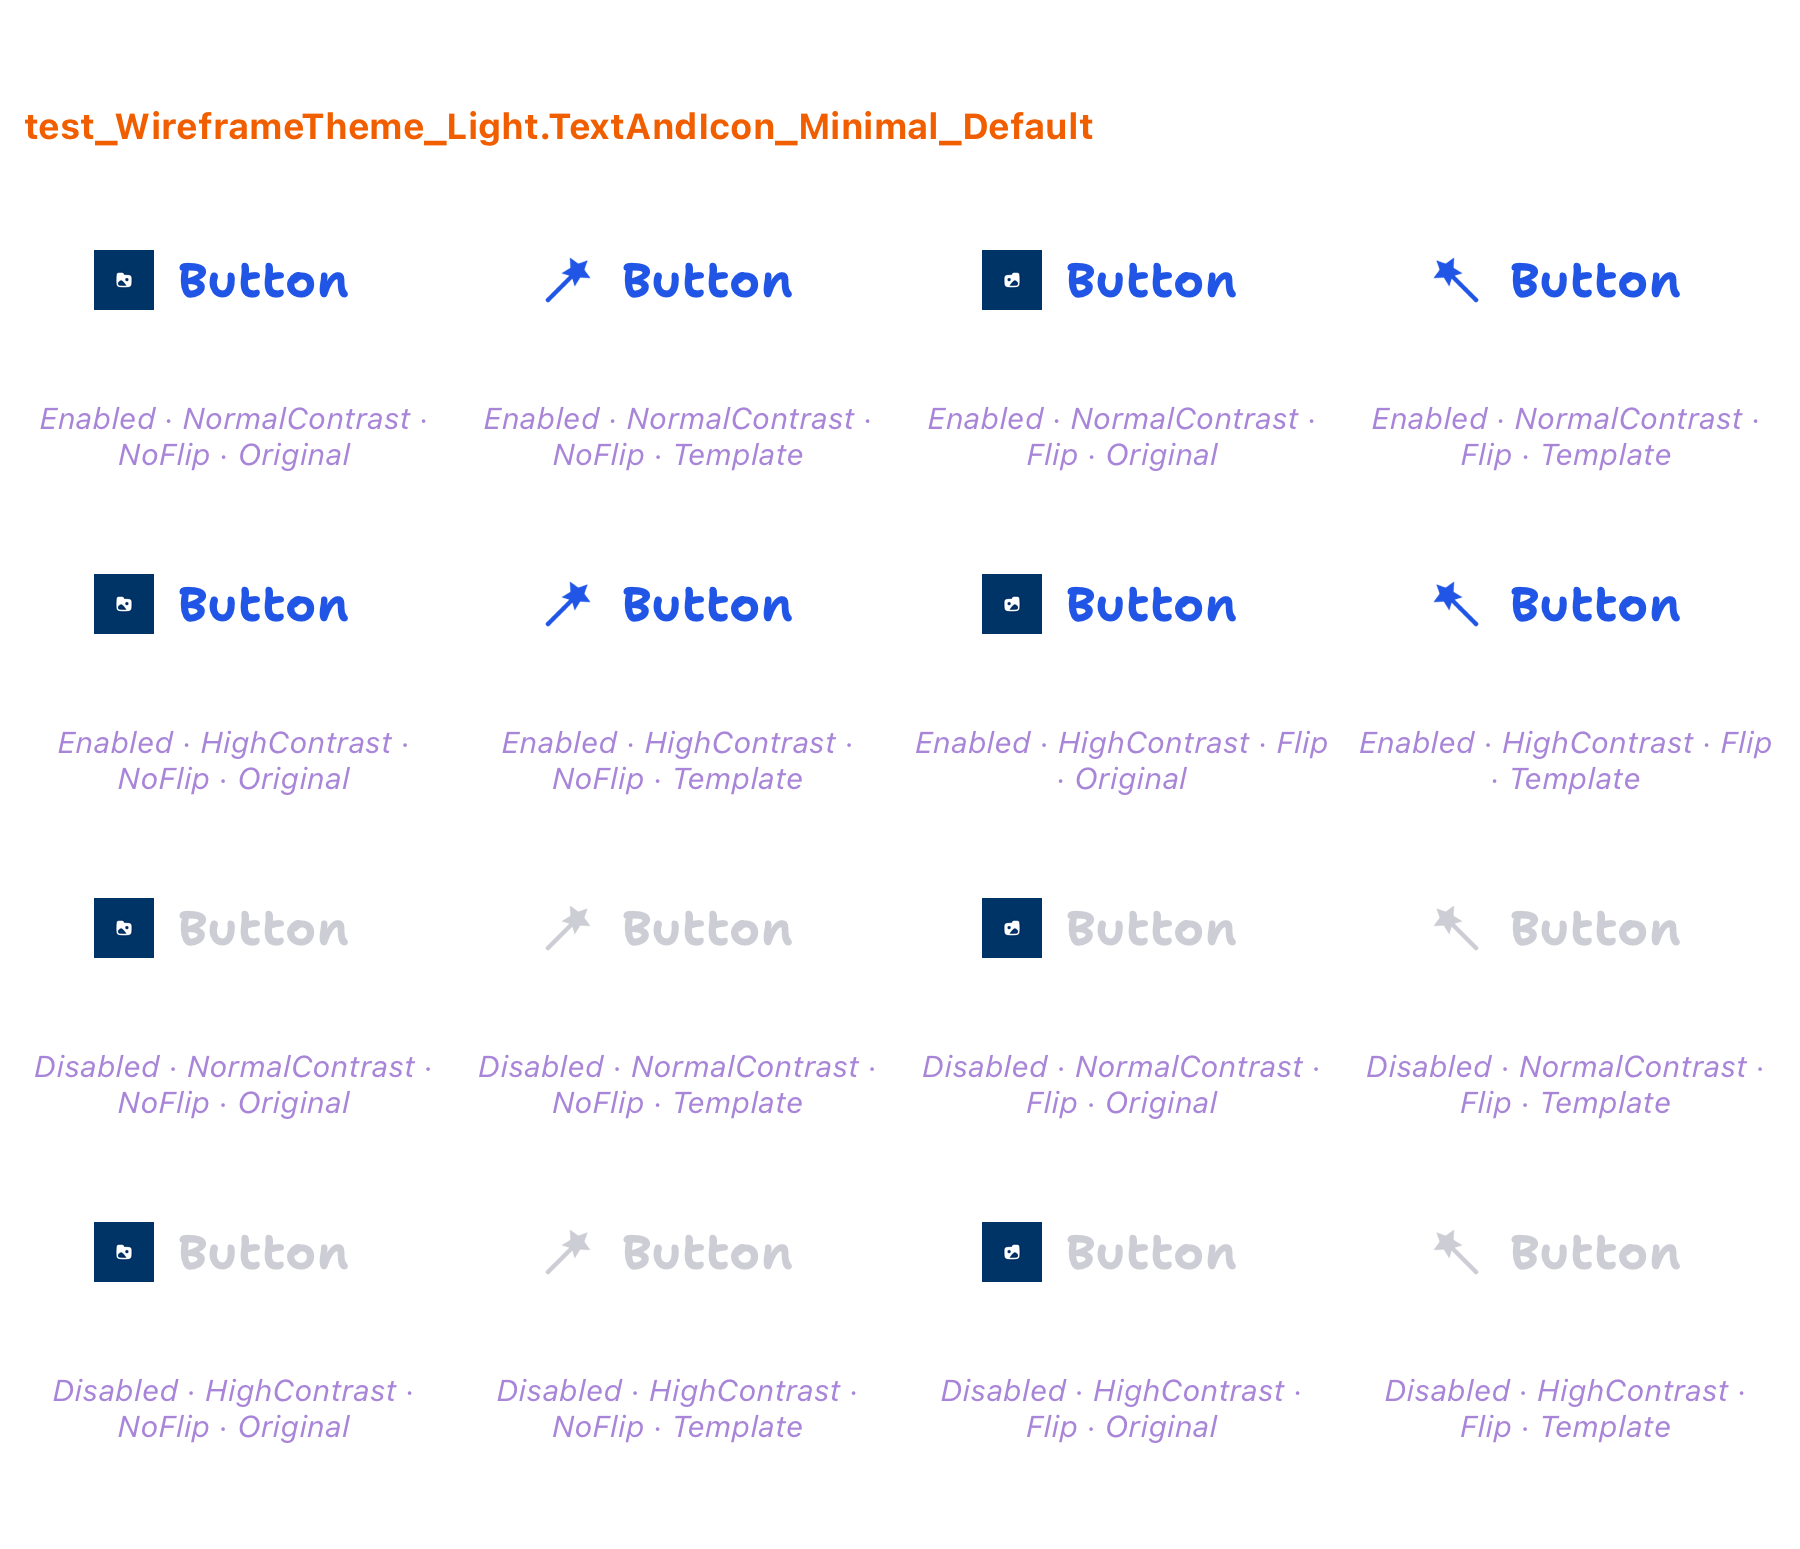 test_WireframeTheme_Light.TextAndIcon_Minimal_Default
Button
Button
Button
Button
Enabled · NormalContrast ·
NoFlip · Original
Enabled · NormalContrast ·
NoFlip · Template
Enabled · NormalContrast ·
Flip · Original
Enabled · NormalContrast ·
Flip · Template
Button
Button
Button
Button
Enabled · HighContrast ·
NoFlip · Original
Enabled · HighContrast ·
NoFlip · Template
Enabled · HighContrast · Flip
· Original
Enabled · HighContrast · Flip
· Template
Button
Button
Button
Button
Disabled · NormalContrast ·
NoFlip · Original
Disabled · NormalContrast ·
NoFlip · Template
Disabled · NormalContrast ·
Flip · Original
Disabled · NormalContrast ·
Flip · Template
Button
Button
Button
Button
Disabled · HighContrast ·
NoFlip · Original
Disabled · HighContrast ·
NoFlip · Template
Disabled · HighContrast ·
Flip · Original
Disabled · HighContrast ·
Flip · Template